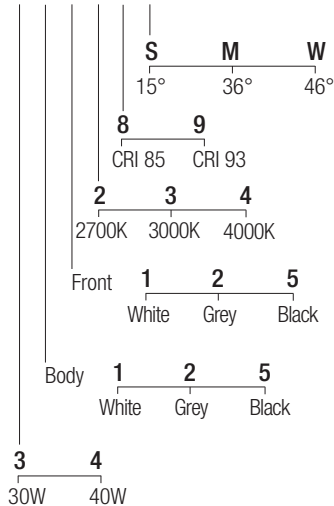 S M W
15° 36° 46°
8 9
CRI 85 CRI 93
2 3 4
2700K 3000K 4000K
Front 1 2 5
White Grey Black
Body 1 2 5
White Grey Black
3 4
30W 40W